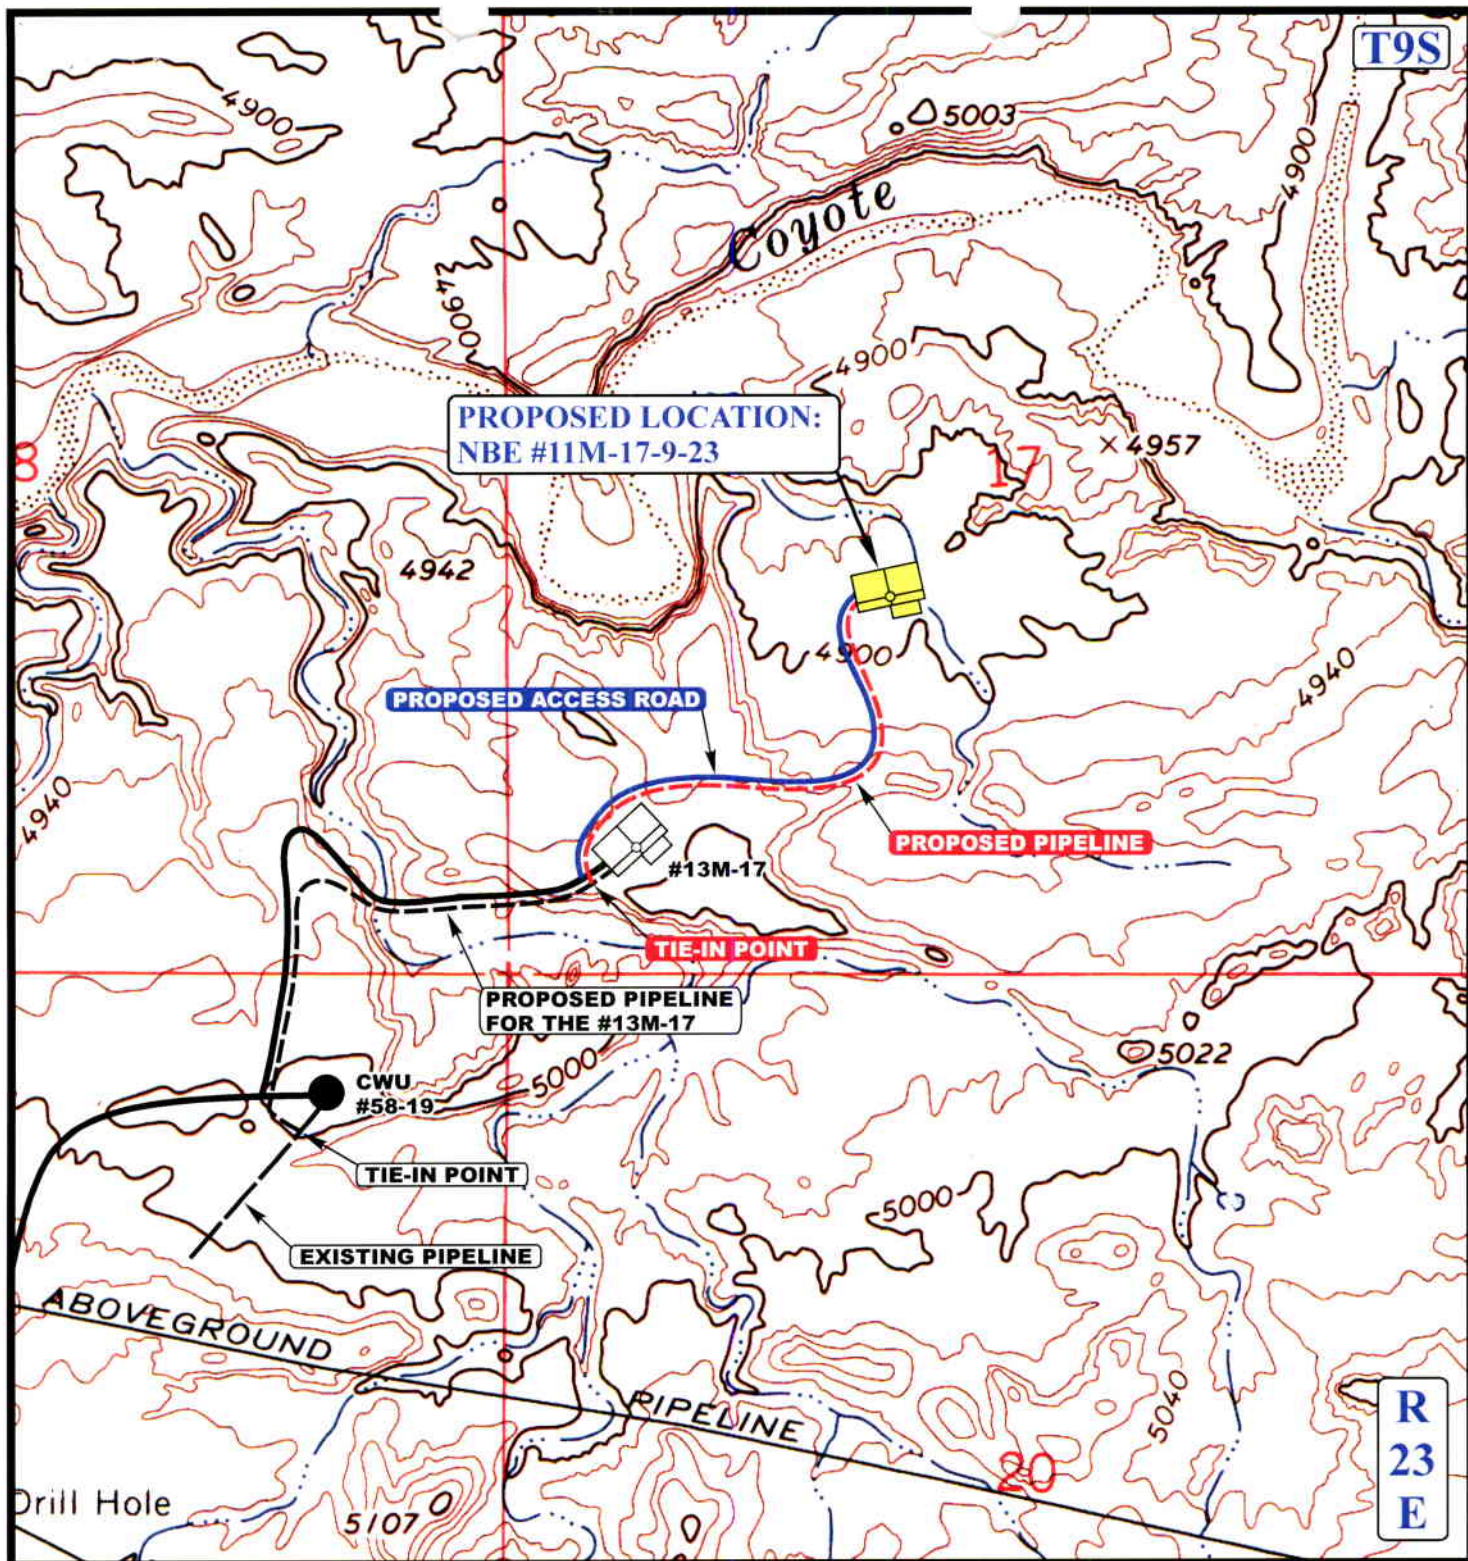 T9S
4900
5003
4900
Coyote
4900
4900
PROPOSED LOCATION:
NBE #11M-17-9-23
17
4957
8
4942
4900
4940
PROPOSED ACCESS ROAD
4940
PROPOSED PIPELINE
#13M-17
TIE-IN POINT
PROPOSED PIPELINE
FOR THE #13M-17
5000
5022
CWU
#58-19
TIE-IN POINT
5000
EXISTING PIPELINE
ABOVEGROUND
PIPELINE
5040
R
23
E
20
Drill Hole
5107